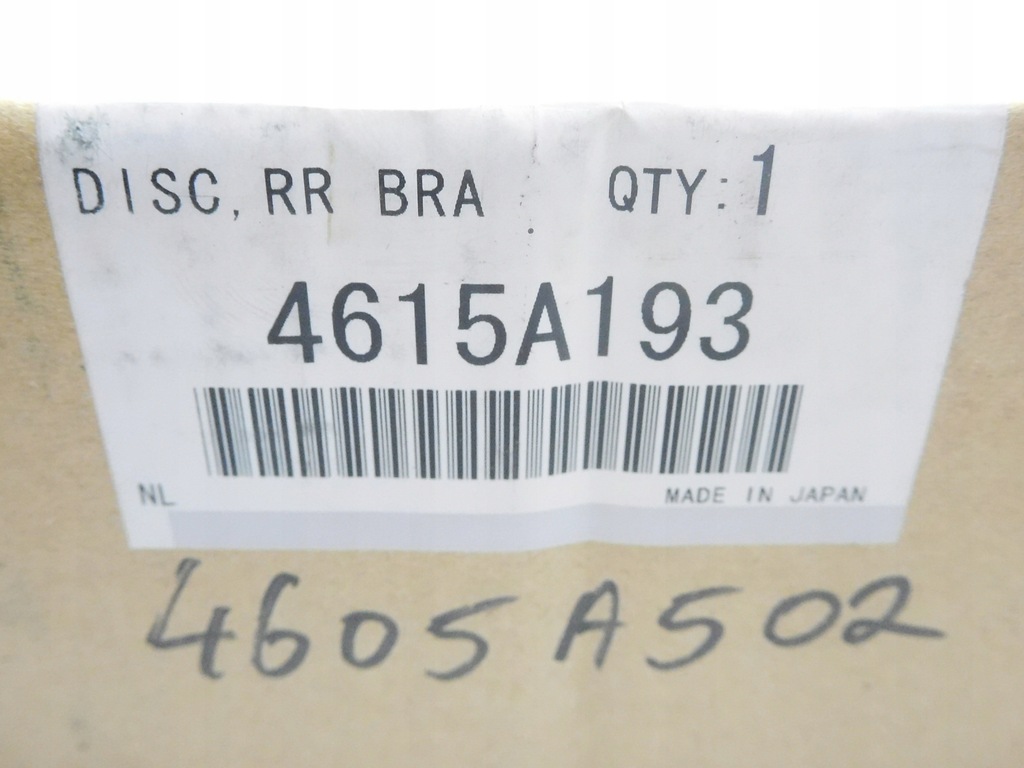 DISC, RR BRA QTY:1
4615A193
NL MADE IN JAPAN
4605A502